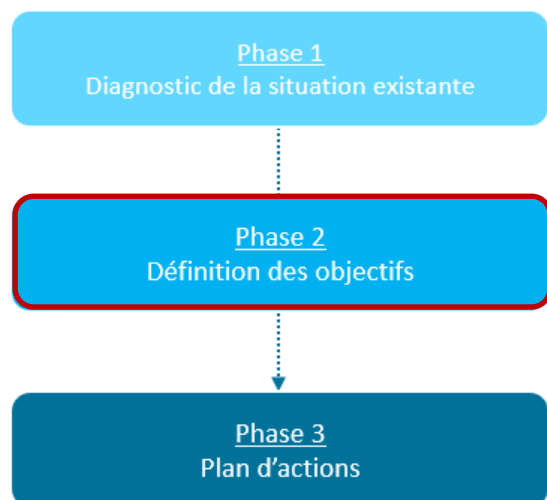 Phase 1
Diagnostic de la situation existante
Phase 2
Définition des objectifs
Phase 3
Plan d’actions